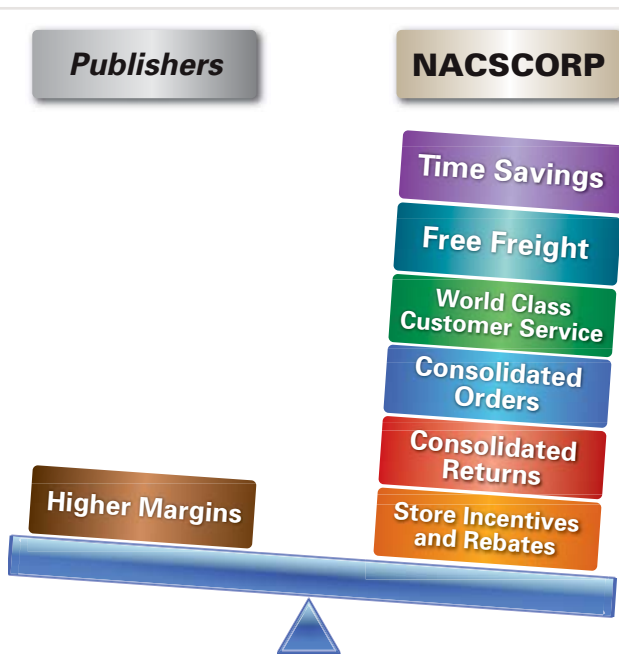 Publishers
NACSCORP
Time Savings
Free Freight
World Class
Customer Service
Consolidated
Orders
Consolidated
Returns
Higher Margins
Store Incentives
and Rebates